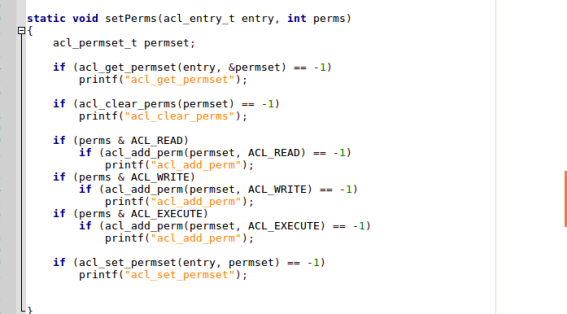 static void setPerms(acl_entry_t entry, int perms)
{
    acl_permset_t permset;
    if (acl_get_permset(entry, &permset) == -1)
        printf("acl_get_permset");
    if (acl_clear_perms(permset) == -1)
        printf("acl_clear_perms");
    if (perms & ACL_READ)
        if (acl_add_perm(permset, ACL_READ) == -1)
            printf("acl_add_perm");
    if (perms & ACL_WRITE)
        if (acl_add_perm(permset, ACL_WRITE) == -1)
            printf("acl_add_perm");
    if (perms & ACL_EXECUTE)
        if (acl_add_perm(permset, ACL_EXECUTE) == -1)
            printf("acl_add_perm");
    if (acl_set_permset(entry, permset) == -1)
        printf("acl_set_permset");
}